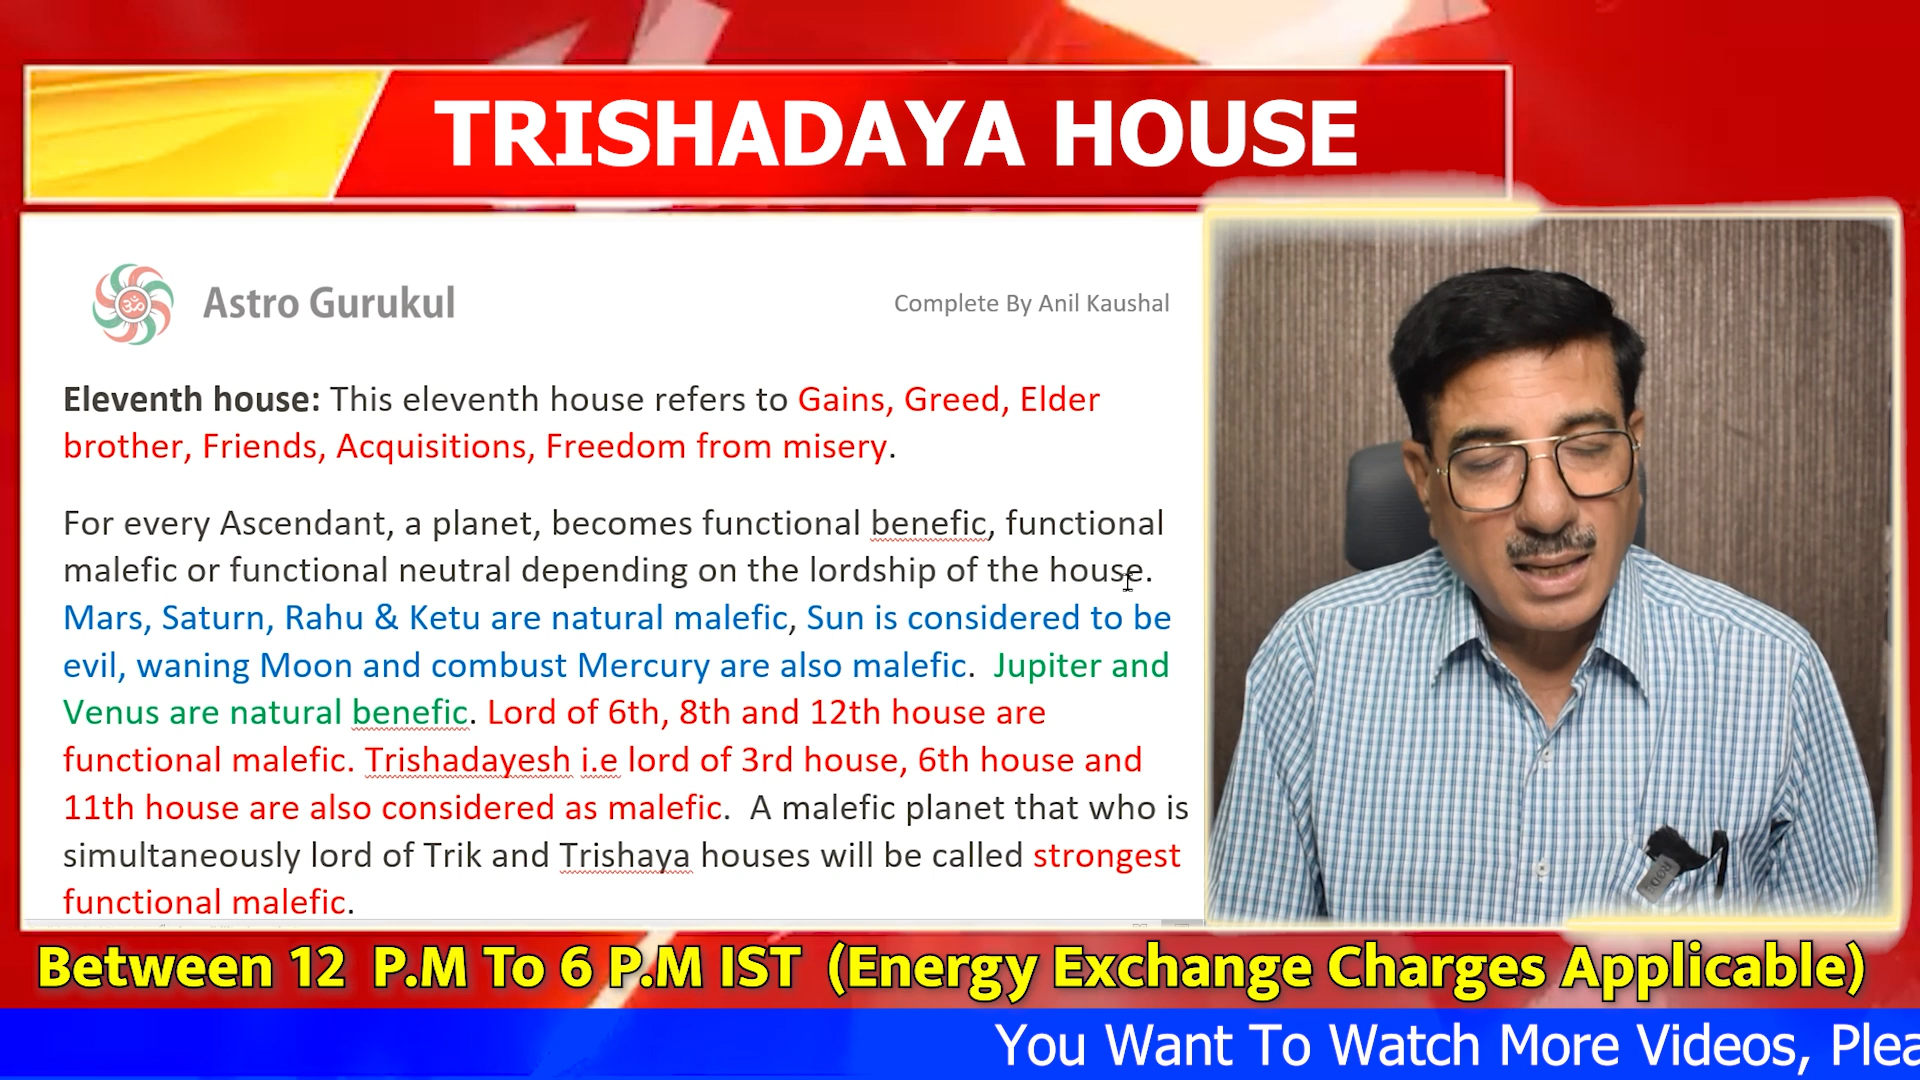 TRISHADAYA HOUSE
Astro Gurukul
Complete By Anil Kaushal
Eleventh house: This eleventh house refers to Gains, Greed, Elder
brother, Friends, Acquisitions, Freedom from misery.
For every Ascendant, a planet, becomes functional benefic, functional
malefic or functional neutral depending on the lordship of the house.
Mars, Saturn, Rahu & Ketu are natural malefic, Sun is considered to be
evil, waning Moon and combust Mercury are also malefic. Jupiter and
Venus are natural benefic. Lord of 6th, 8th and 12th house are
functional malefic. Trishadayesh i.e lord of 3rd house, 6th house and
11th house are also considered as malefic. A malefic planet that who is
simultaneously lord of Trik and Trishaya houses will be called strongest
functional malefic.
Between 12 P.M To 6 P.M IST (Energy Exchange Charges Applicable)
You Want To Watch More Videos, Plea